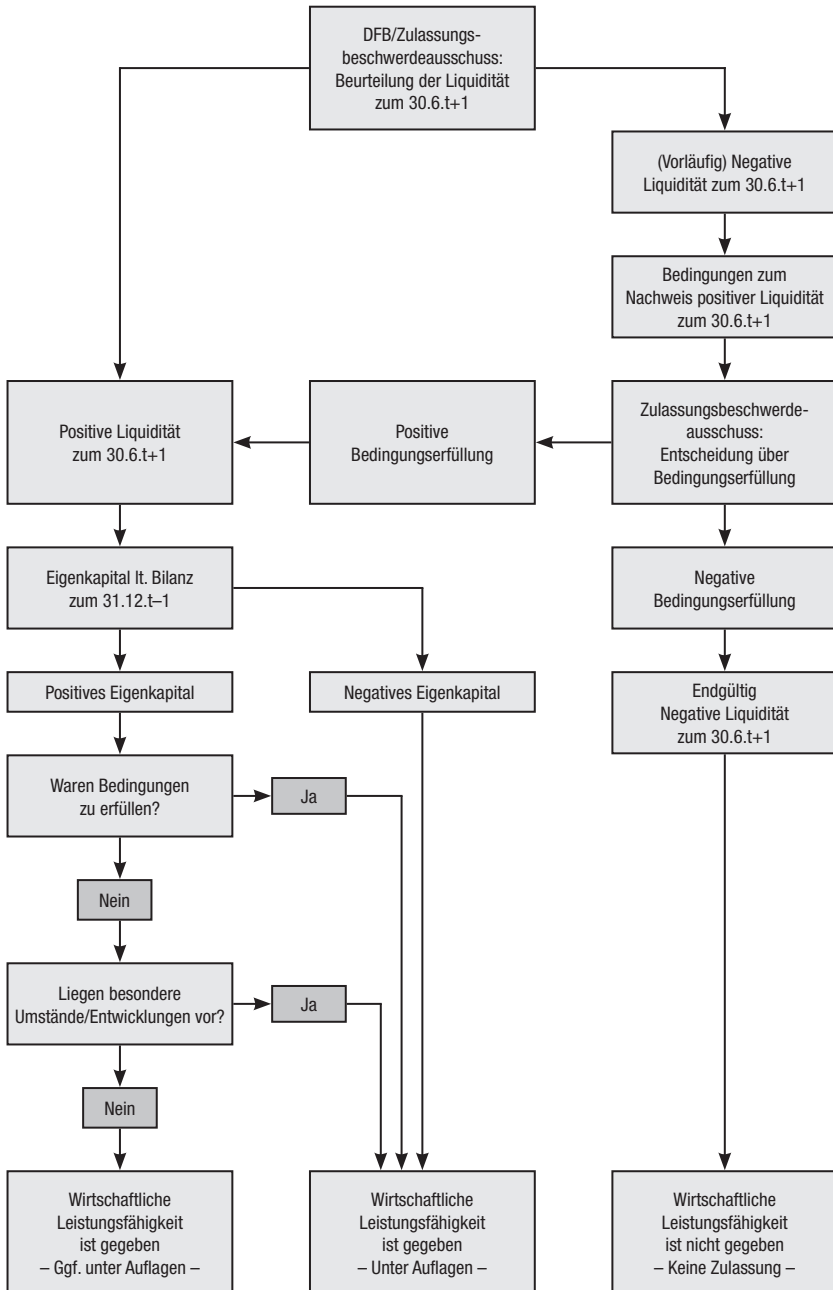 DFB/Zulassungs-
beschwerdeausschuss:
Beurteilung der Liquidität
zum 30.6.t+1
(Vorläufig) Negative
Liquidität zum 30.6.t+1
Bedingungen zum
Nachweis positiver Liquidität
zum 30.6.t+1
Positive Liquidität
zum 30.6.t+1
Positive
Bedingungserfüllung
Zulassungsbeschwerde-
ausschuss:
Entscheidung über
Bedingungserfüllung
Eigenkapital lt. Bilanz
zum 31.12.t–1
Negative
Bedingungserfüllung
Positives Eigenkapital
Negatives Eigenkapital
Endgültig
Negative Liquidität
zum 30.6.t+1
Waren Bedingungen
zu erfüllen?
Ja
Nein
Liegen besondere
Umstände/Entwicklungen vor?
Ja
Nein
Wirtschaftliche
Leistungsfähigkeit
ist gegeben
– Ggf. unter Auflagen –
Wirtschaftliche
Leistungsfähigkeit
ist gegeben
– Unter Auflagen –
Wirtschaftliche
Leistungsfähigkeit
ist nicht gegeben
– Keine Zulassung –